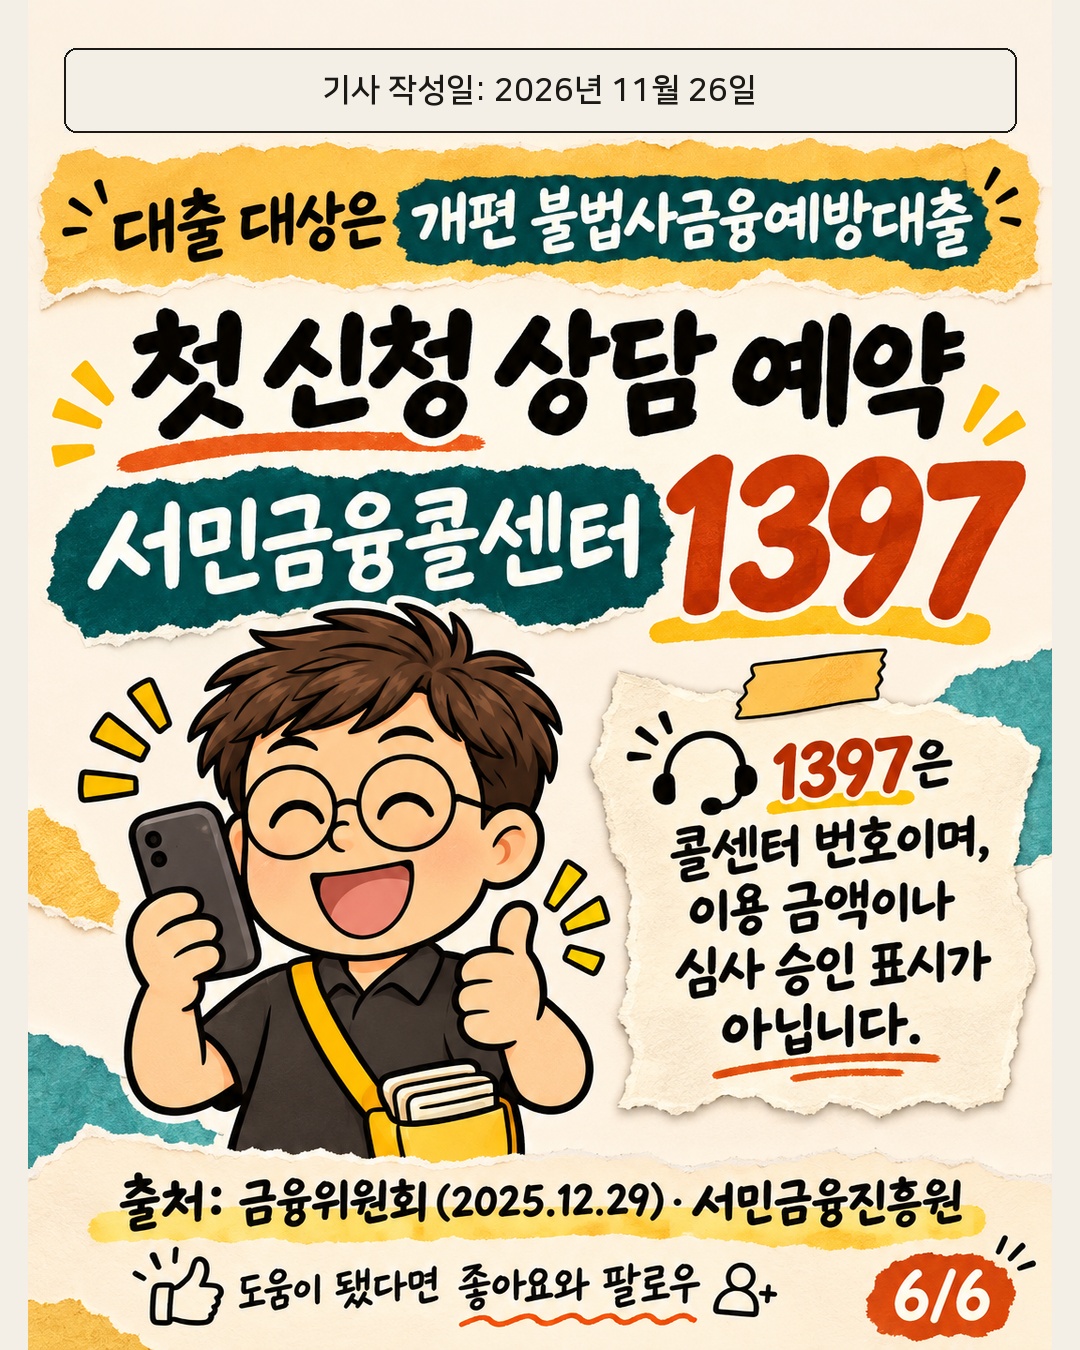 기사 작성일: 2026년 11월 26일
대출 대상은 개편 불법사금융예방대출
첫 신청 상담 예약
서민금융콜센터 1397
1397은
콜센터 번호이며,
이용 금액이나
심사 승인 표시가
아닙니다.
출처: 금융위원회(2025.12.29)·서민금융진흥원
도움이 됐다면 좋아요와 팔로우
6/6